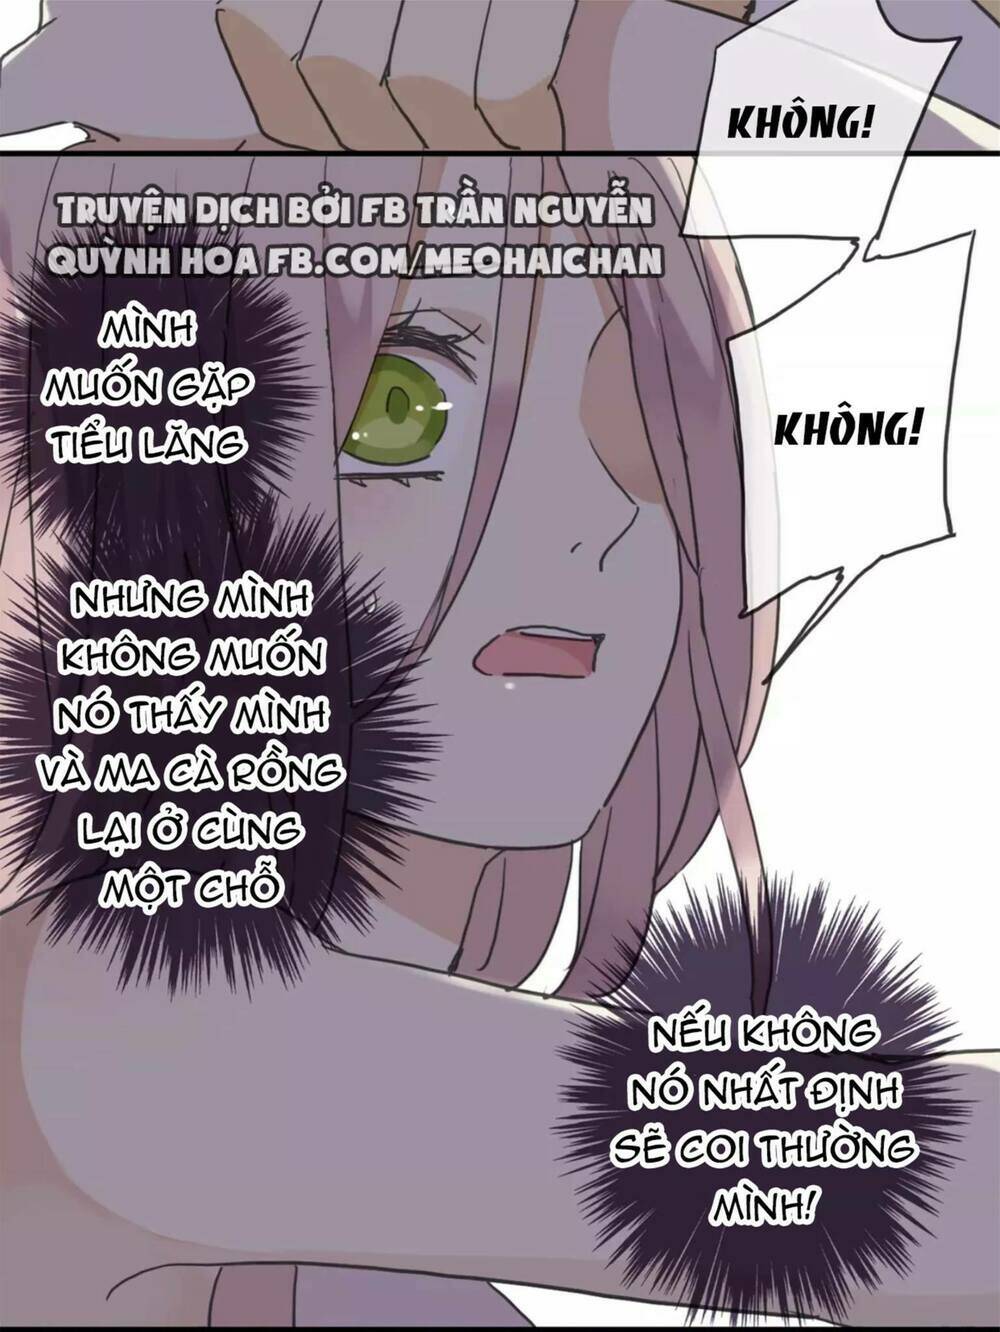 KHÔNG!
TRUYỆN DỊCH BỞI FB TRẦN NGUYỄN
QUỲNH HOA FB.COM/MEOHAICHAN
MÌNH
MUỐN GẶP
TIỂU LĂNG
KHÔNG!
NHƯNG MÌNH
KHÔNG MUỐN
NÓ THẤY MÌNH
VÀ MA CÀ RỒNG
LẠI Ở CÙNG
MỘT CHỖ
NẾU KHÔNG
NÓ NHẤT ĐỊNH
SẼ COI THƯỜNG
MÌNH!